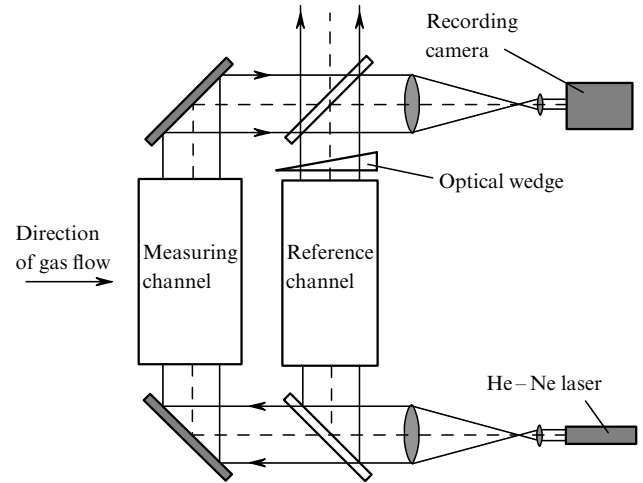 Recording
camera
Optical wedge
Direction
of gas flow
Measuring
channel
Reference
channel
He – Ne laser